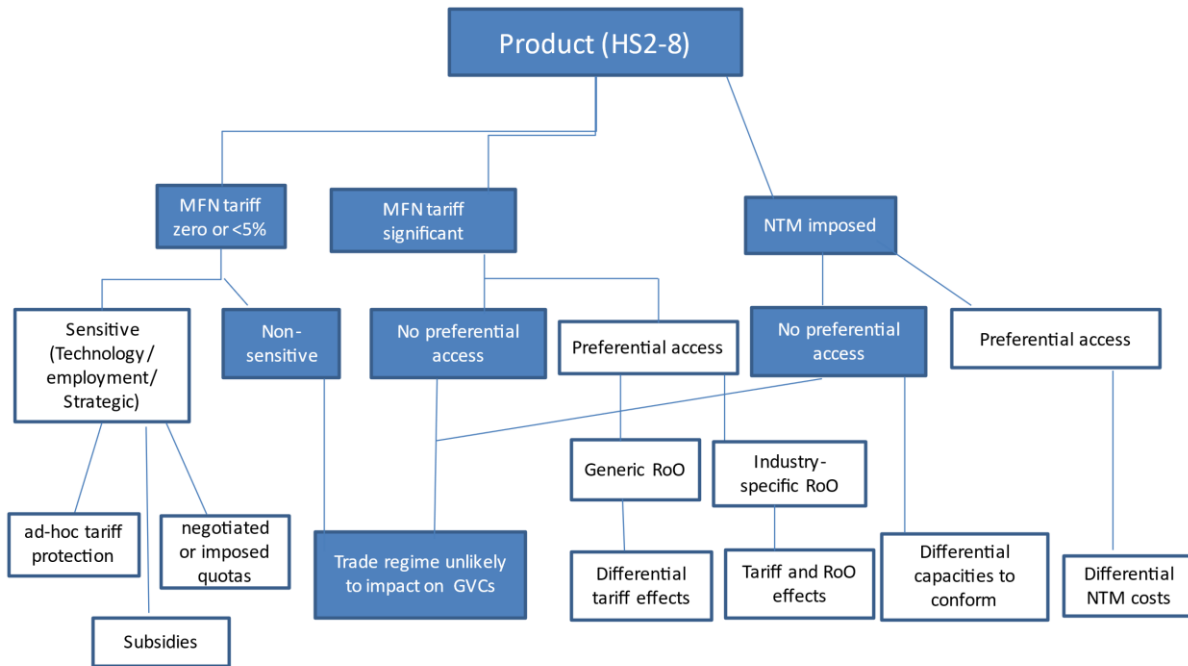 Product (HS2-8)
MFN tariff
zero or <5%
MFN tariff
significant
NTM imposed
Sensitive
(Technology/
employment/
Strategic)
Non-
sensitive
No preferential
access
Preferential access
No preferential
access
Preferential access
Generic RoO
Industry-
specific RoO
ad-hoc tariff
protection
negotiated
or imposed
quotas
Subsidies
Trade regime unlikely
to impact on GVCs
Differential
tariff effects
Tariff and RoO
effects
Differential
capacities to
conform
Differential
NTM costs